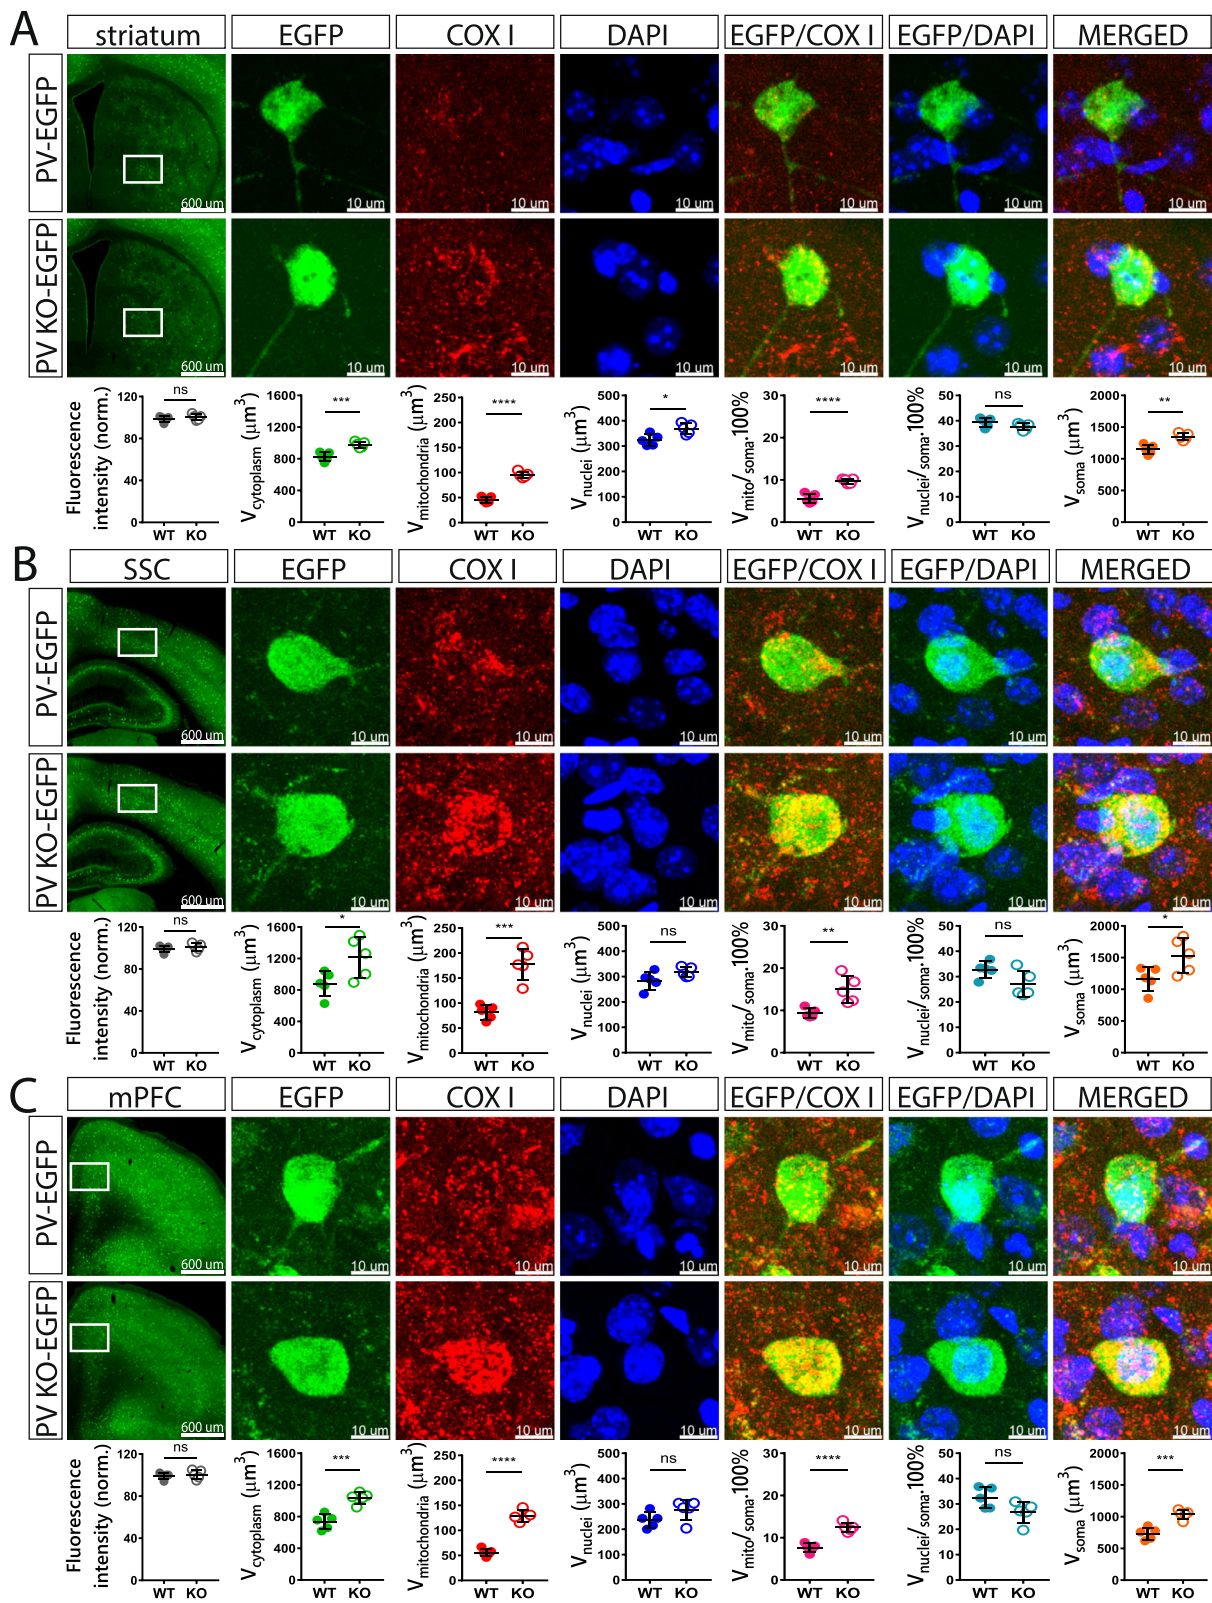 A
striatum EGFP COX I DAPI EGFP/COX I EGFP/DAPI MERGED
PV-EGFP
600 um 10 um 10 um 10 um 10 um 10 um 10 um
PV KO-EGFP
600 um 10 um 10 um 10 um 10 um 10 um 10 um
Fluorescence intensity (norm.)
120
80
40
0
ns
WT KO
Vcytoplasm (μm³)
1600
1200
800
400
0
***
WT KO
Vmitochondria (μm³)
250
200
150
100
50
0
****
WT KO
Vnuclei (μm³)
500
400
300
200
100
0
*
WT KO
Vmito/soma·100%
30
20
10
0
****
WT KO
Vnuclei/soma·100%
50
40
30
20
10
0
ns
WT KO
Vsoma (μm³)
2000
1500
1000
500
0
**
WT KO
B
SSC EGFP COX I DAPI EGFP/COX I EGFP/DAPI MERGED
PV-EGFP
600 um 10 um 10 um 10 um 10 um 10 um 10 um
PV KO-EGFP
600 um 10 um 10 um 10 um 10 um 10 um 10 um
Fluorescence intensity (norm.)
120
80
40
0
ns
WT KO
Vcytoplasm (μm³)
1600
1200
800
400
0
*
WT KO
Vmitochondria (μm³)
250
200
150
100
50
0
***
WT KO
Vnuclei (μm³)
500
400
300
200
100
0
ns
WT KO
Vmito/soma·100%
30
20
10
0
**
WT KO
Vnuclei/soma·100%
50
40
30
20
10
0
ns
WT KO
Vsoma (μm³)
2000
1500
1000
500
0
*
WT KO
C
mPFC EGFP COX I DAPI EGFP/COX I EGFP/DAPI MERGED
PV-EGFP
600 um 10 um 10 um 10 um 10 um 10 um 10 um
PV KO-EGFP
600 um 10 um 10 um 10 um 10 um 10 um 10 um
Fluorescence intensity (norm.)
120
80
40
0
ns
WT KO
Vcytoplasm (μm³)
1600
1200
800
400
0
***
WT KO
Vmitochondria (μm³)
250
200
150
100
50
0
****
WT KO
Vnuclei (μm³)
500
400
300
200
100
0
ns
WT KO
Vmito/soma·100%
30
20
10
0
****
WT KO
Vnuclei/soma·100%
50
40
30
20
10
0
ns
WT KO
Vsoma (μm³)
2000
1500
1000
500
0
***
WT KO